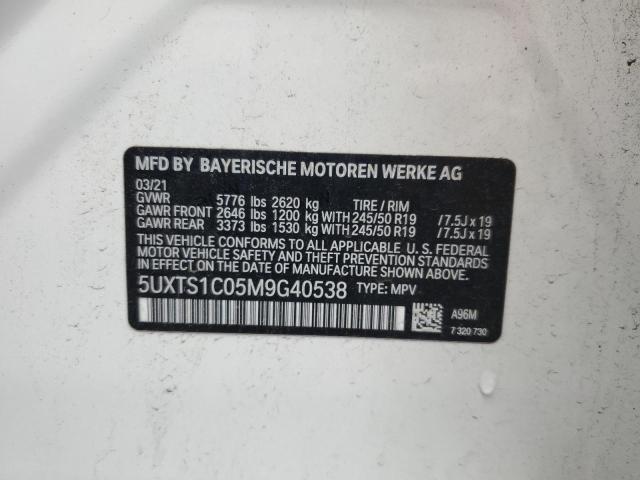 MFD BY BAYERISCHE MOTOREN WERKE AG
03/21
GVWR 5776 lbs 2620 kg TIRE / RIM
GAWR FRONT 2646 lbs 1200 kg WITH 245/50 R19 /7.5J x 19
GAWR REAR 3373 lbs 1530 kg WITH 245/50 R19 /7.5J x 19
THIS VEHICLE CONFORMS TO ALL APPLICABLE U. S. FEDERAL
MOTOR VEHICLE SAFETY STANDARDS IN EFFECT ON THE
DATE OF MANUFACTURE SHOWN ABOVE.
5UXTS1C05M9G40538 TYPE: MPV
A96M
7 320 730